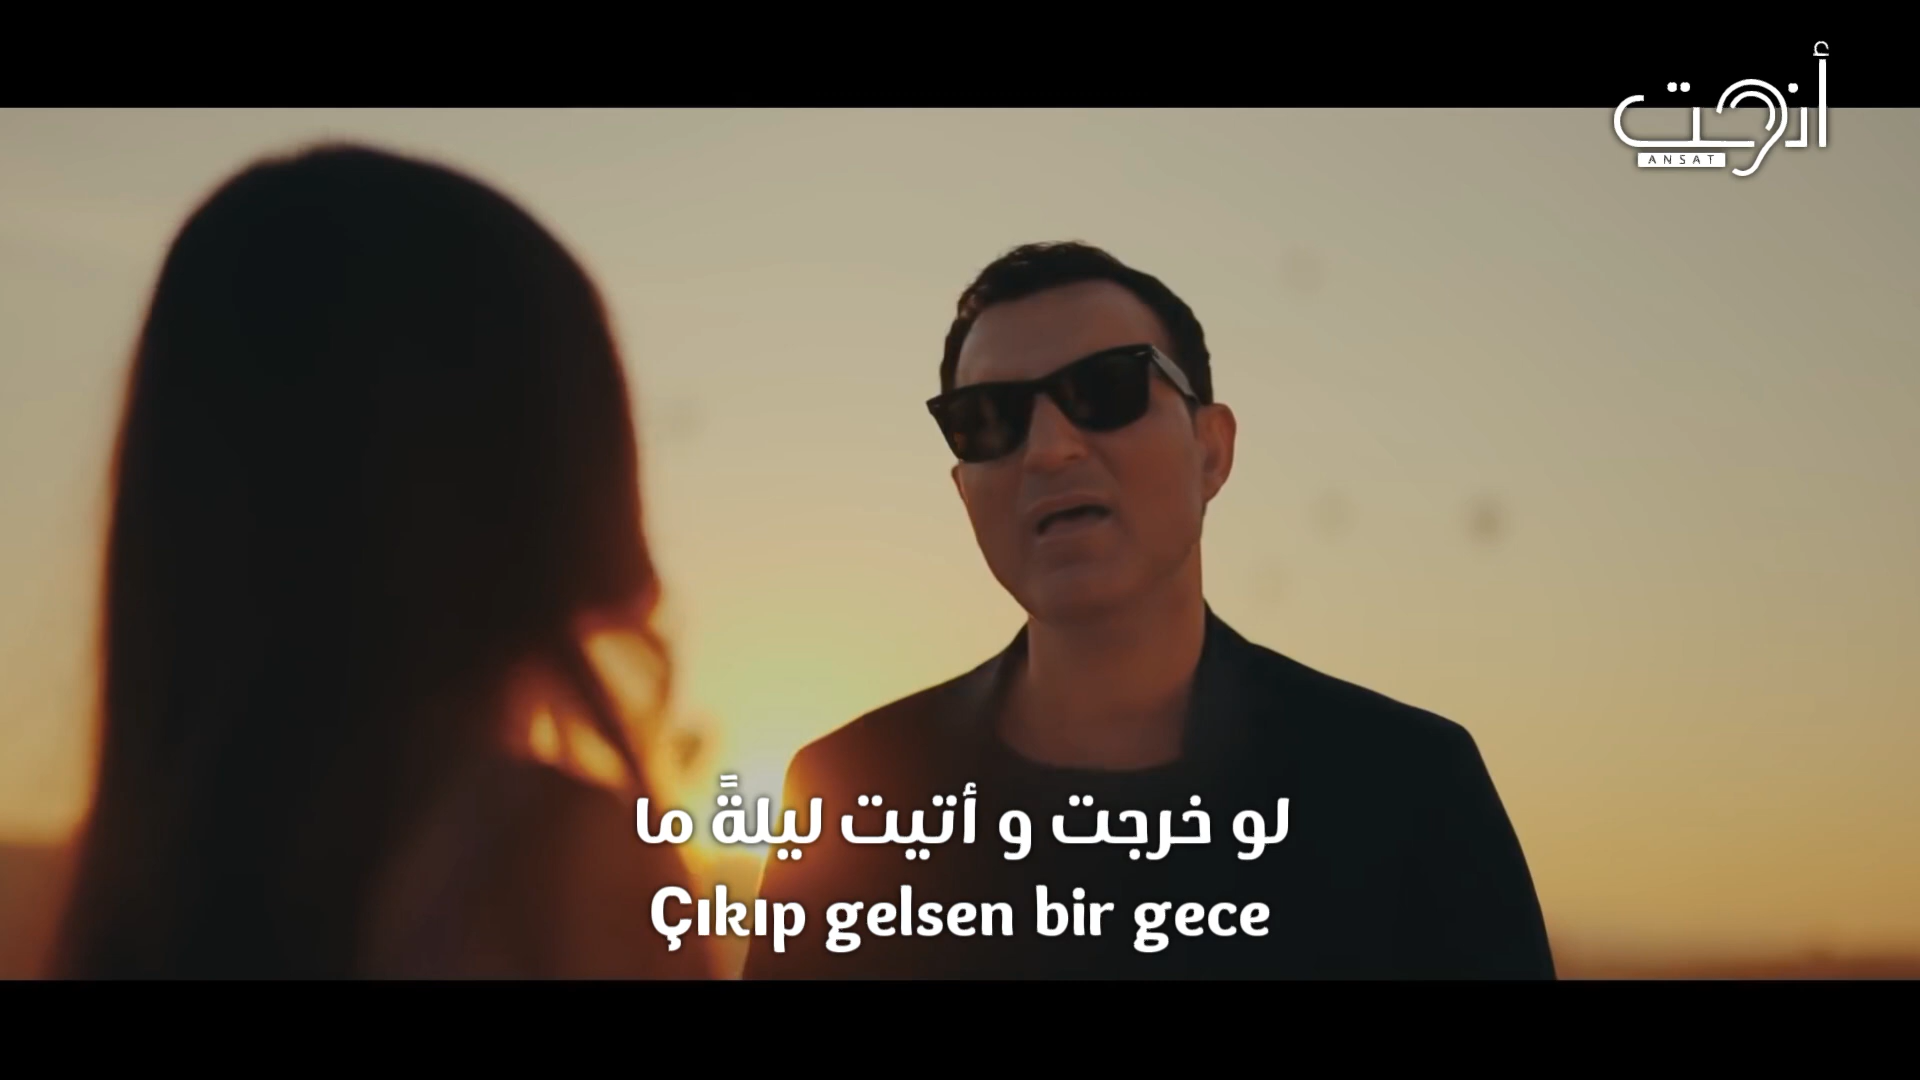 أنصت
ANSAT
لو خرجت و أتيت ليلةً ما
Çıkıp gelsen bir gece